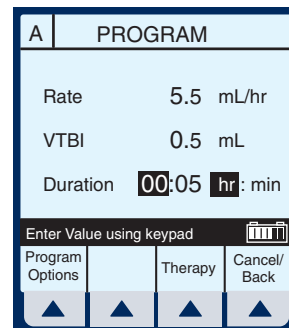 A PROGRAM
Rate 5.5 mL/hr
VTBI 0.5 mL
Duration 00:05 hr : min
Enter Value using keypad
Program Options
Therapy
Cancel/ Back